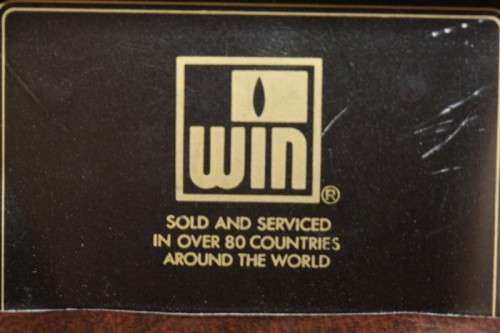 WIN
®
SOLD AND SERVICED
IN OVER 80 COUNTRIES
AROUND THE WORLD